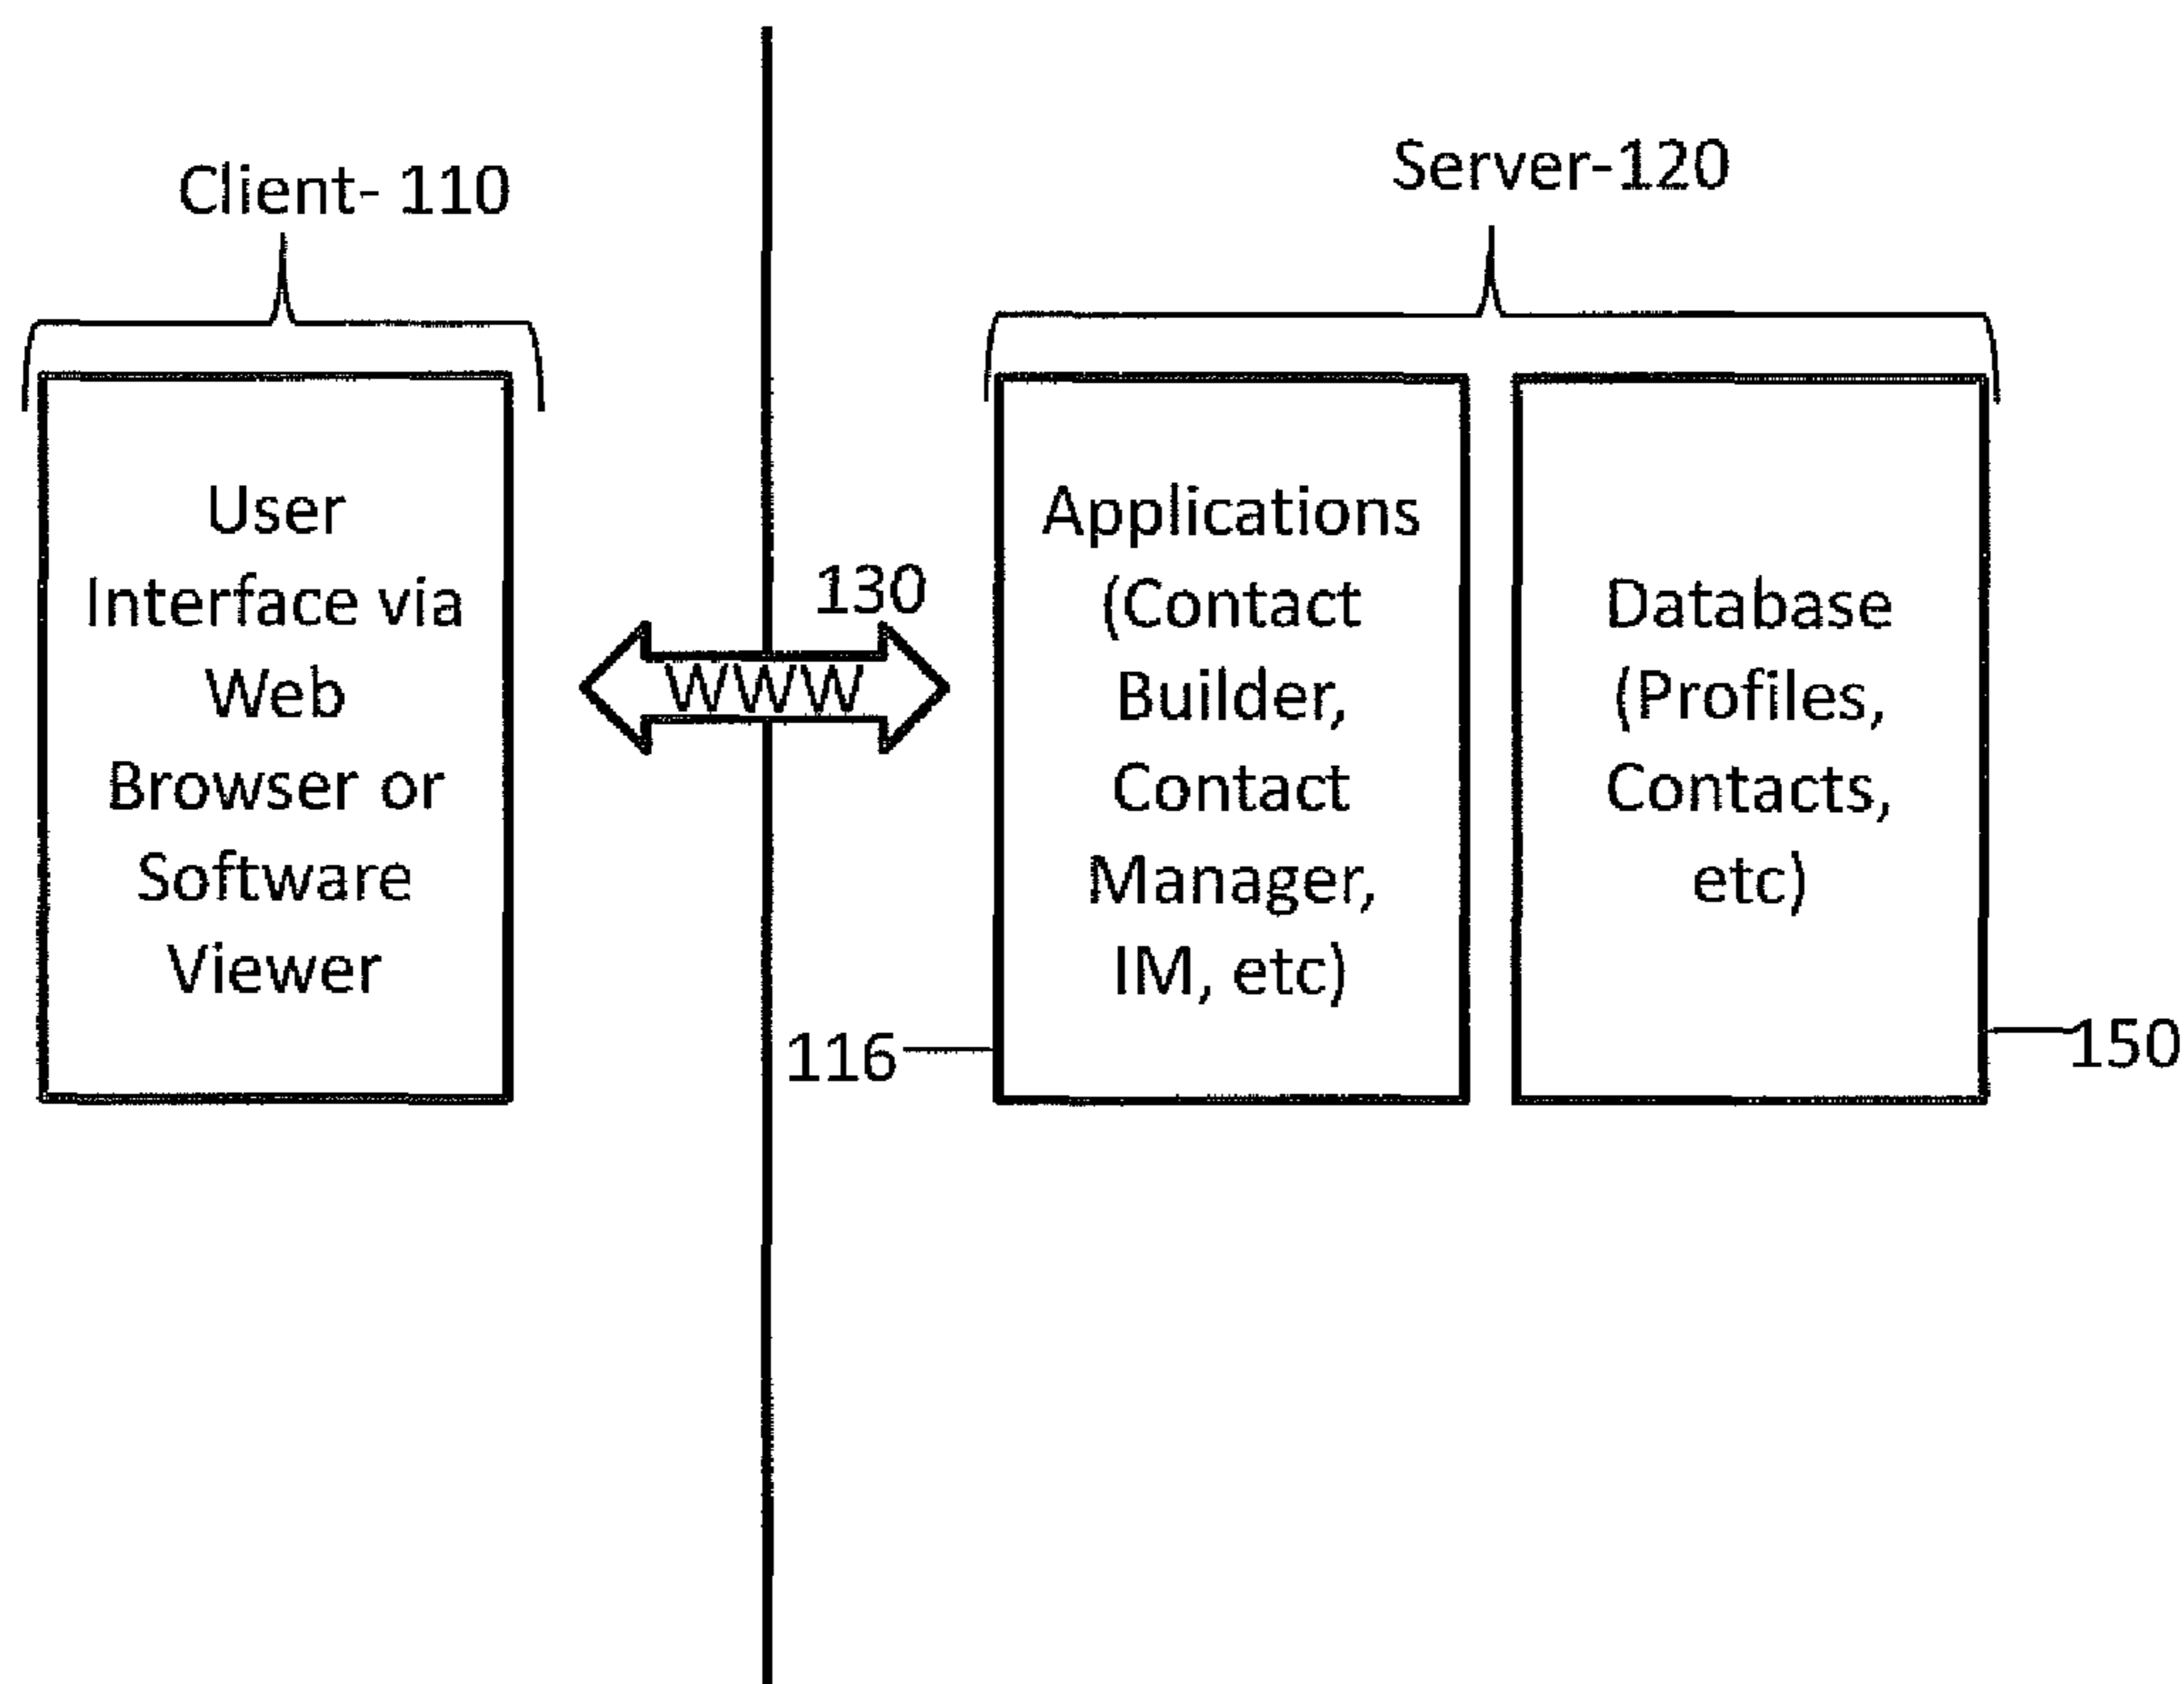 Client- 110
Server-120
User
Interface via
Web
Browser or
Software
Viewer
130
WWW
Applications
(Contact
Builder,
Contact
Manager,
IM, etc)
116
Database
(Profiles,
Contacts,
etc)
150